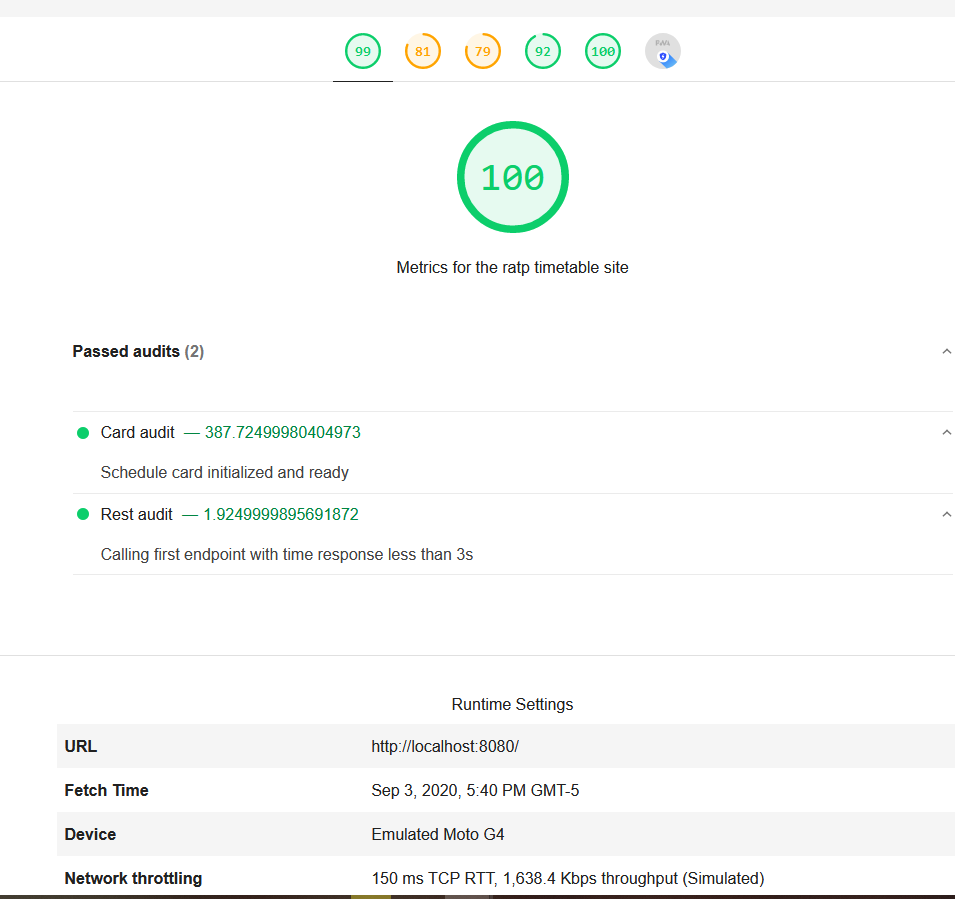 99 81 79 92 100 PWA
100
Metrics for the ratp timetable site
Passed audits (2)
Card audit — 387.72499980404973
Schedule card initialized and ready
Rest audit — 1.9249999895691872
Calling first endpoint with time response less than 3s
Runtime Settings
URL http://localhost:8080/
Fetch Time Sep 3, 2020, 5:40 PM GMT-5
Device Emulated Moto G4
Network throttling 150 ms TCP RTT, 1,638.4 Kbps throughput (Simulated)